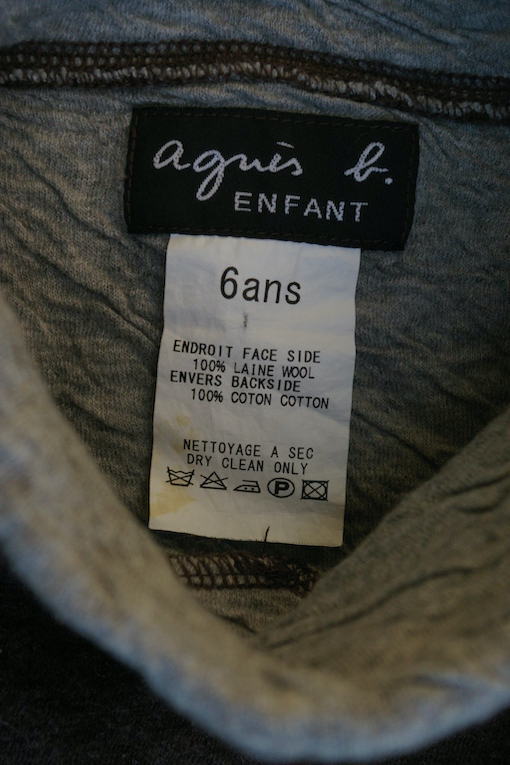 agnès b.
ENFANT
6ans
ENDROIT FACE SIDE
100% LAINE WOOL
ENVERS BACKSIDE
100% COTON COTTON
NETTOYAGE A SEC
DRY CLEAN ONLY
P